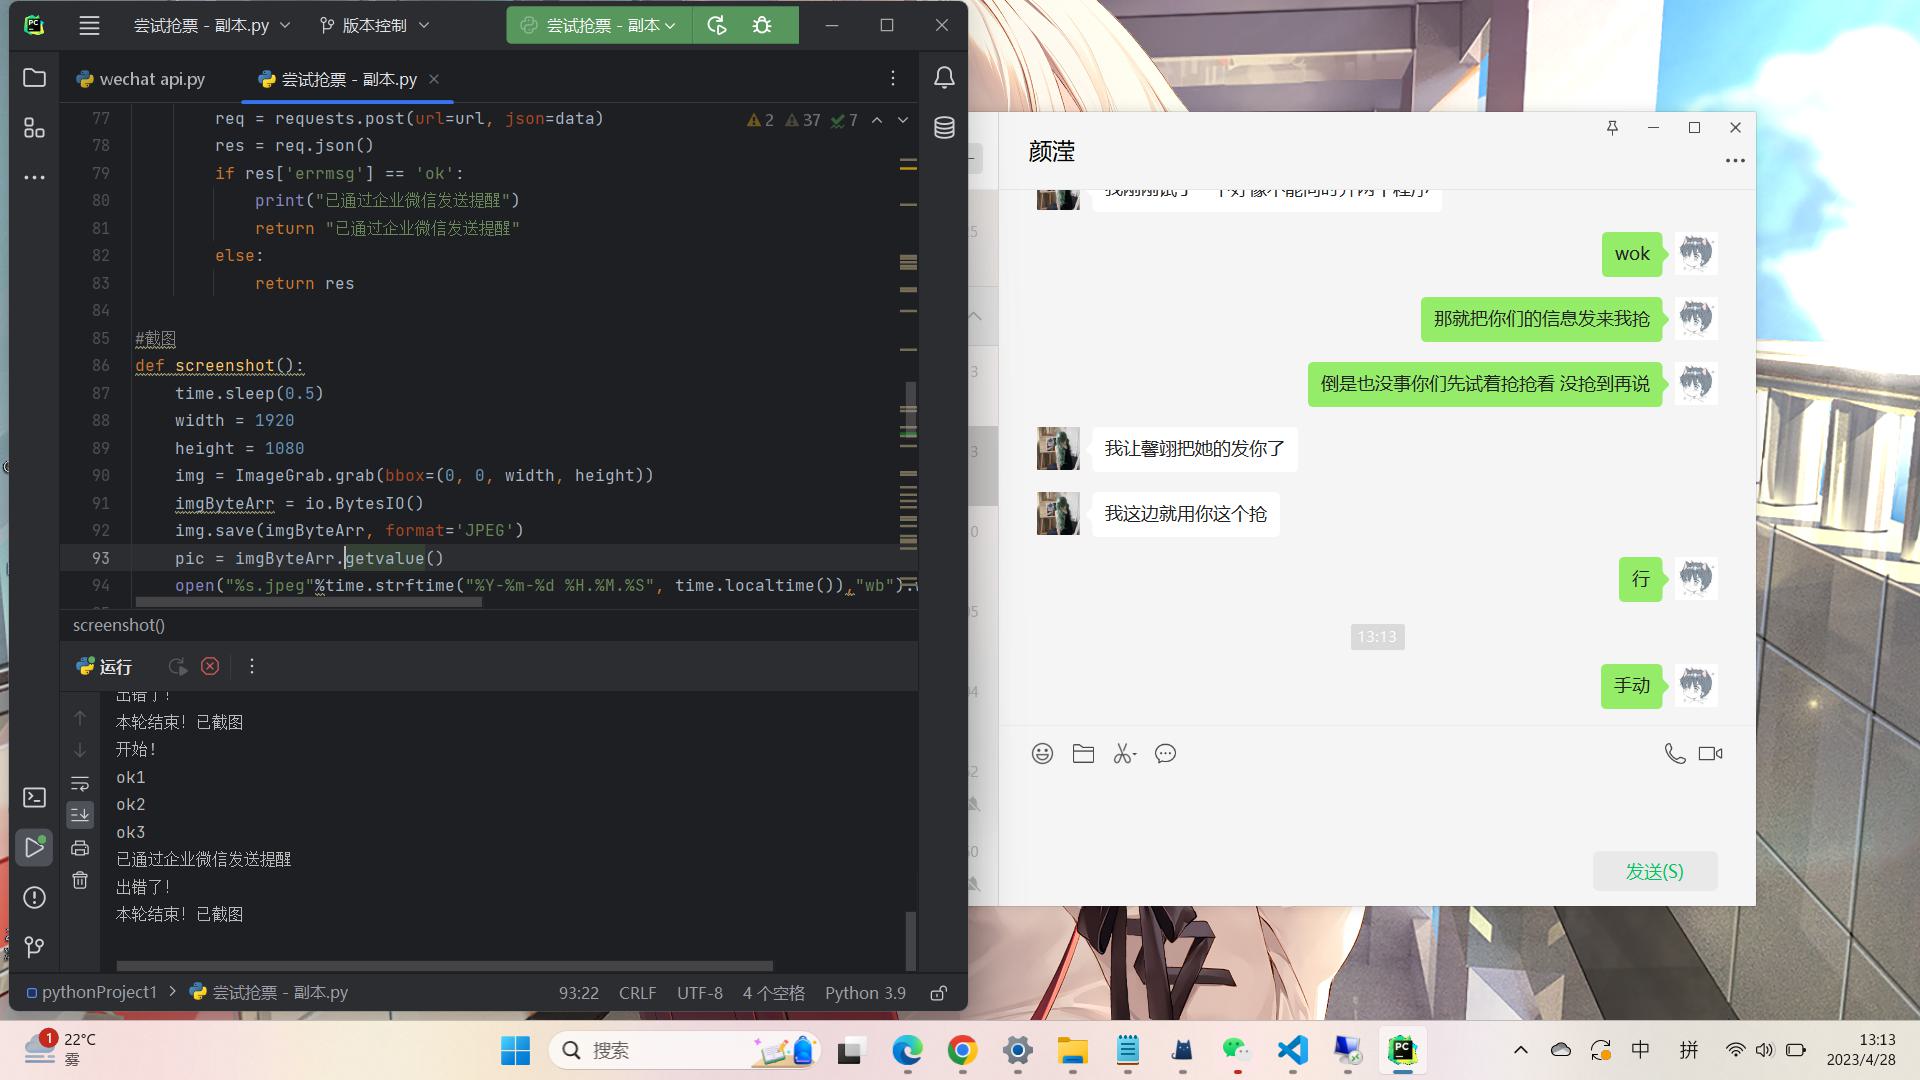 尝试抢票 - 副本.py
版本控制
尝试抢票 - 副本
wechat api.py
尝试抢票 - 副本.py
2 37 7
77 req = requests.post(url=url, json=data)
78 res = req.json()
79 if res['errmsg'] == 'ok':
80 print("已通过企业微信发送提醒")
81 return "已通过企业微信发送提醒"
82 else:
83 return res
84
85 #截图
86 def screenshot():
87 time.sleep(0.5)
88 width = 1920
89 height = 1080
90 img = ImageGrab.grab(bbox=(0, 0, width, height))
91 imgByteArr = io.BytesIO()
92 img.save(imgByteArr, format='JPEG')
93 pic = imgByteArr.getvalue()
94 open("%s.jpeg"%time.strftime("%Y-%m-%d %H.%M.%S", time.localtime()),"wb").
screenshot()
运行
出错了!
本轮结束! 已截图
开始!
ok1
ok2
ok3
已通过企业微信发送提醒
出错了!
本轮结束! 已截图
pythonProject1 > 尝试抢票 - 副本.py
93:22 CRLF UTF-8 4 个空格 Python 3.9
颜滢
wok
那就把你们的信息发来我抢
倒是也没事你们先试着抢抢看 没抢到再说
我让馨翊把她的发你了
我这边就用你这个抢
行
13:13
手动
发送(S)
1
22°C
雾
搜索
中
拼
13:13
2023/4/28